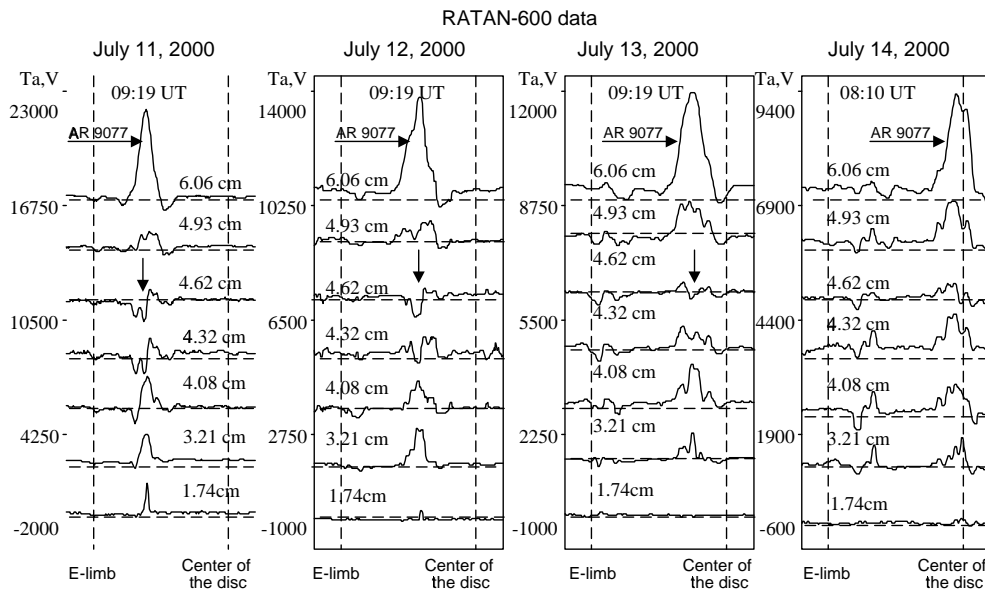 RATAN-600 data
July 11, 2000
Ta,V
23000
16750
10500
4250
-2000
09:19 UT
AR 9077
6.06 cm
4.93 cm
4.62 cm
4.32 cm
4.08 cm
3.21 cm
1.74cm
E-limb
Center of
the disc
July 12, 2000
Ta,V
14000
10250
6500
2750
-1000
09:19 UT
AR 9077
6.06 cm
4.93 cm
4.62 cm
4.32 cm
4.08 cm
3.21 cm
1.74cm
E-limb
Center of
the disc
July 13, 2000
Ta,V
12000
8750
5500
2250
-1000
09:19 UT
AR 9077
6.06 cm
4.93 cm
4.62 cm
4.32 cm
4.08 cm
3.21 cm
1.74cm
E-limb
Center of
the disc
July 14, 2000
Ta,V
9400
6900
4400
1900
-600
08:10 UT
AR 9077
6.06 cm
4.93 cm
4.62 cm
4.32 cm
4.08 cm
3.21 cm
1.74 cm
E-limb
Center of
the disc